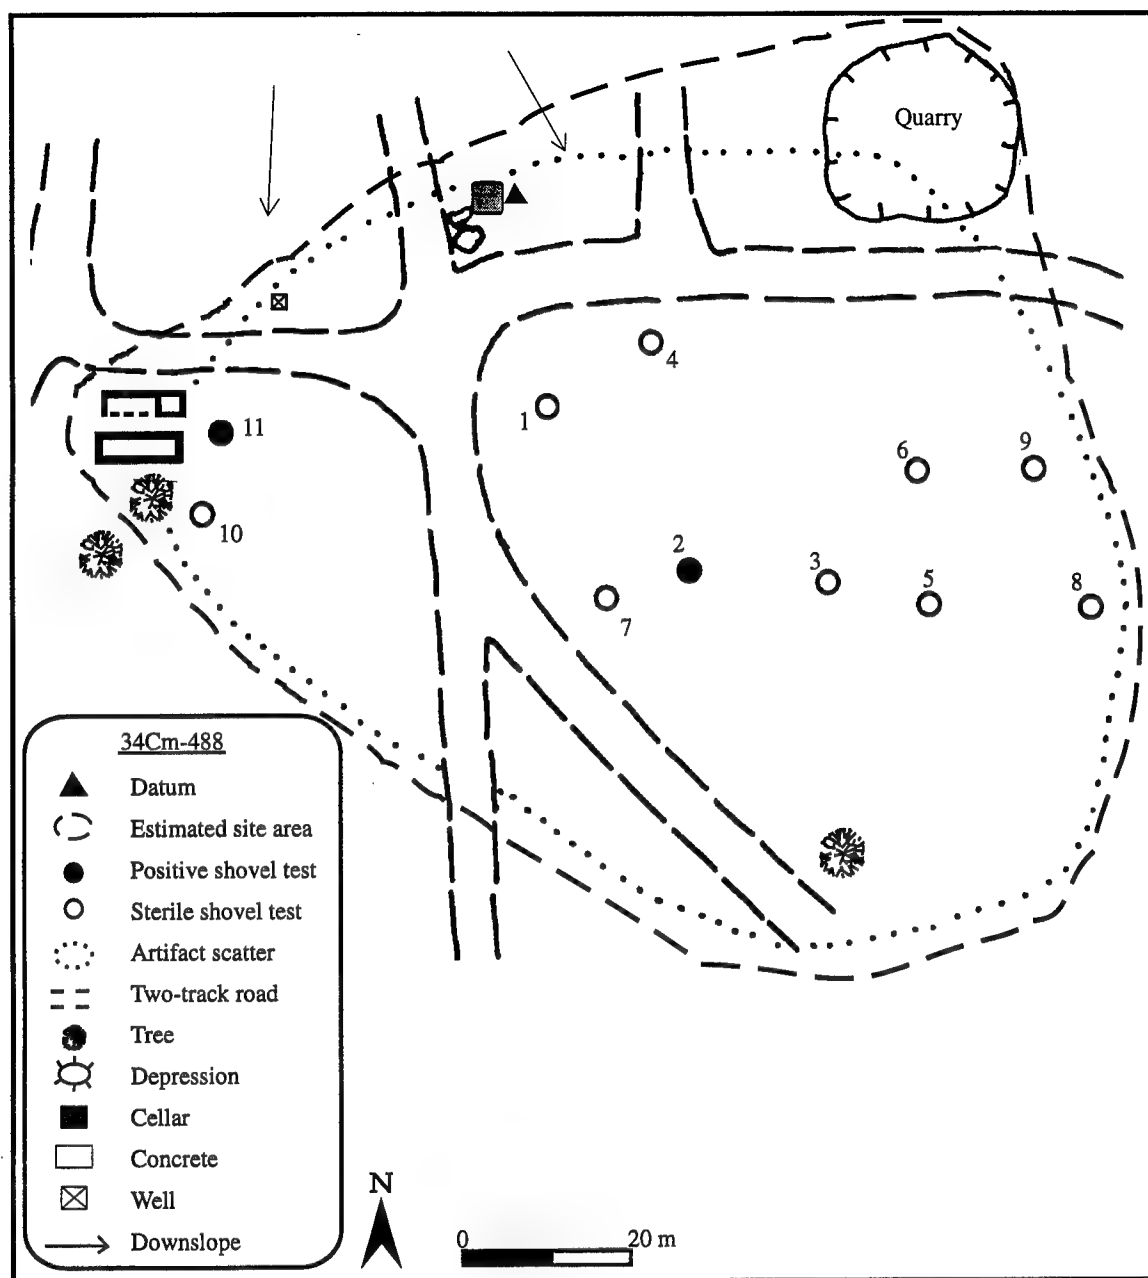 Quarry
4
1
11
6
9
10
2
3
5
8
7
34Cm-488
Datum
Estimated site area
Positive shovel test
Sterile shovel test
Artifact scatter
Two-track road
Tree
Depression
Cellar
Concrete
Well
Downslope
N
0
20 m